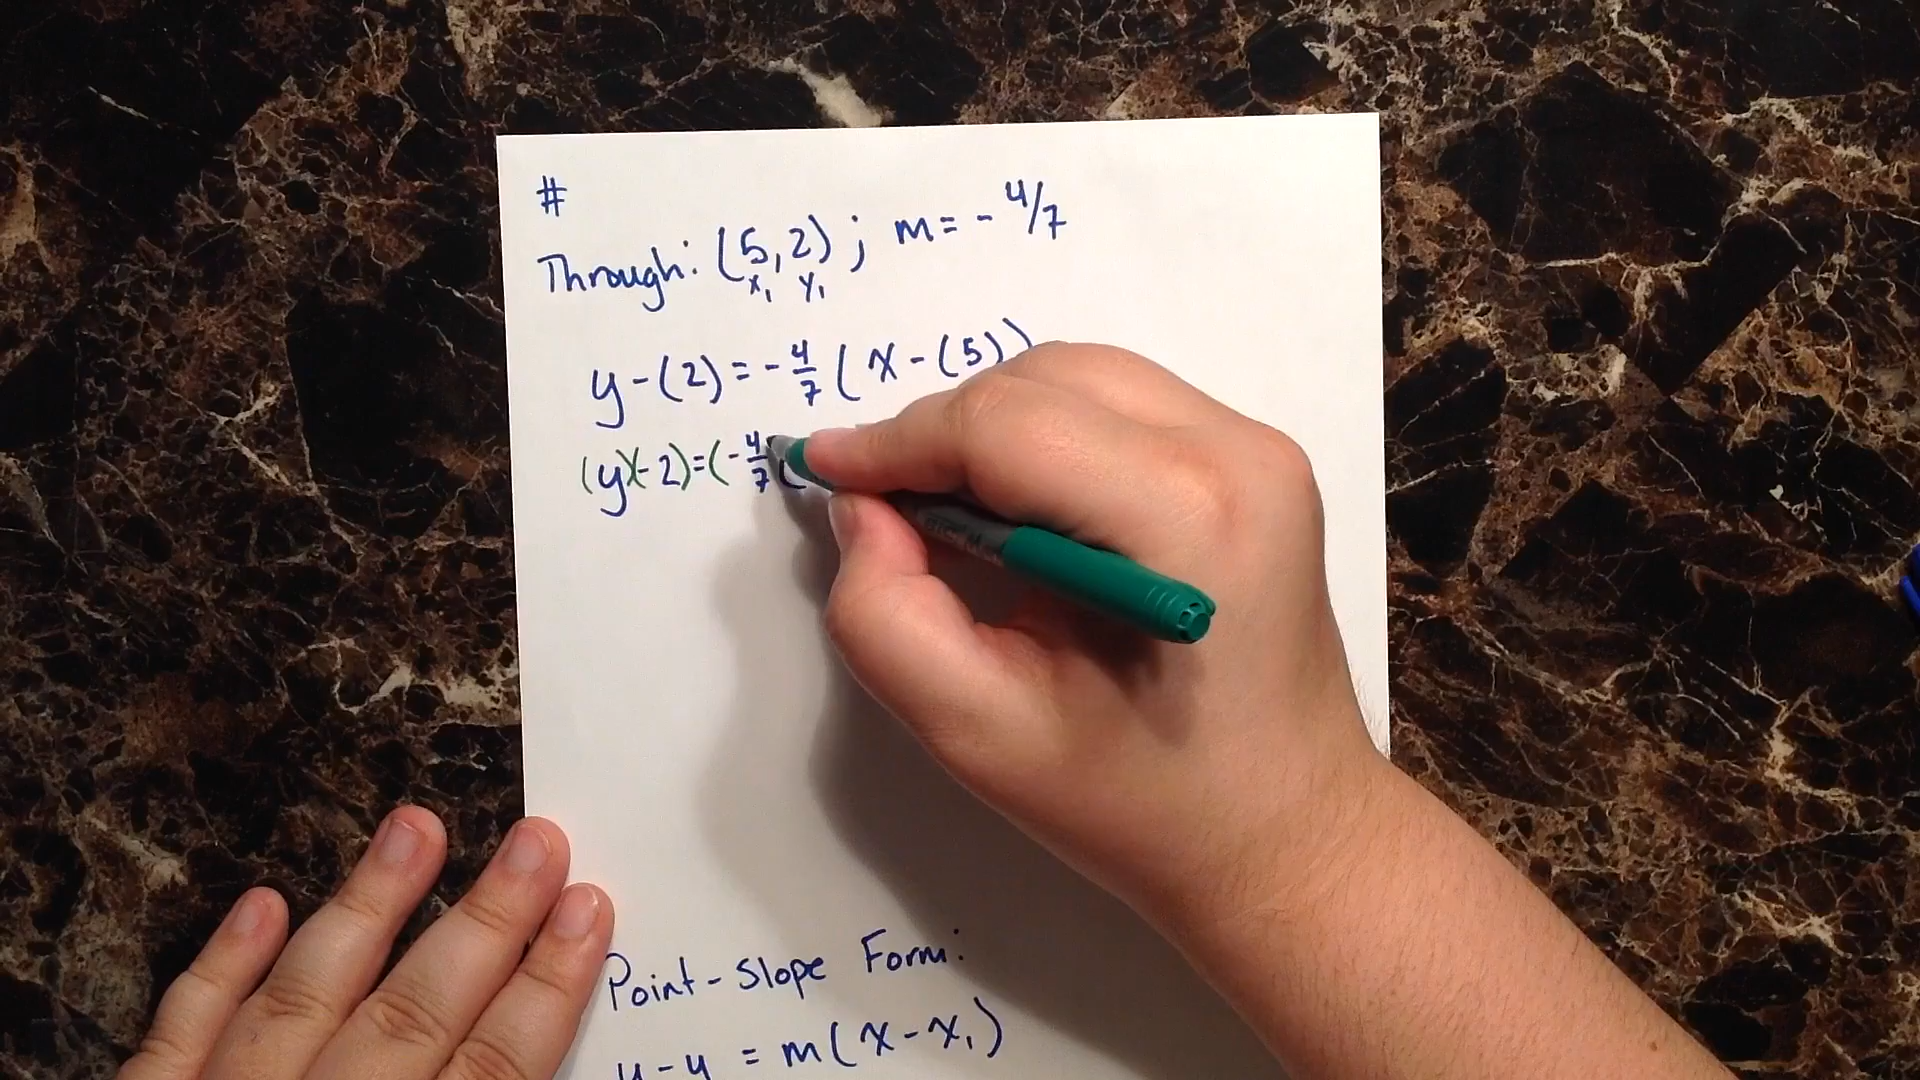 #
Through: (5,2); m= - 4/7
x₁ y₁
y-(2)=-4/7(x-(5))
(y)(-2)=(-4/7(
Point-Slope Form:
y-y = m(x-x₁)